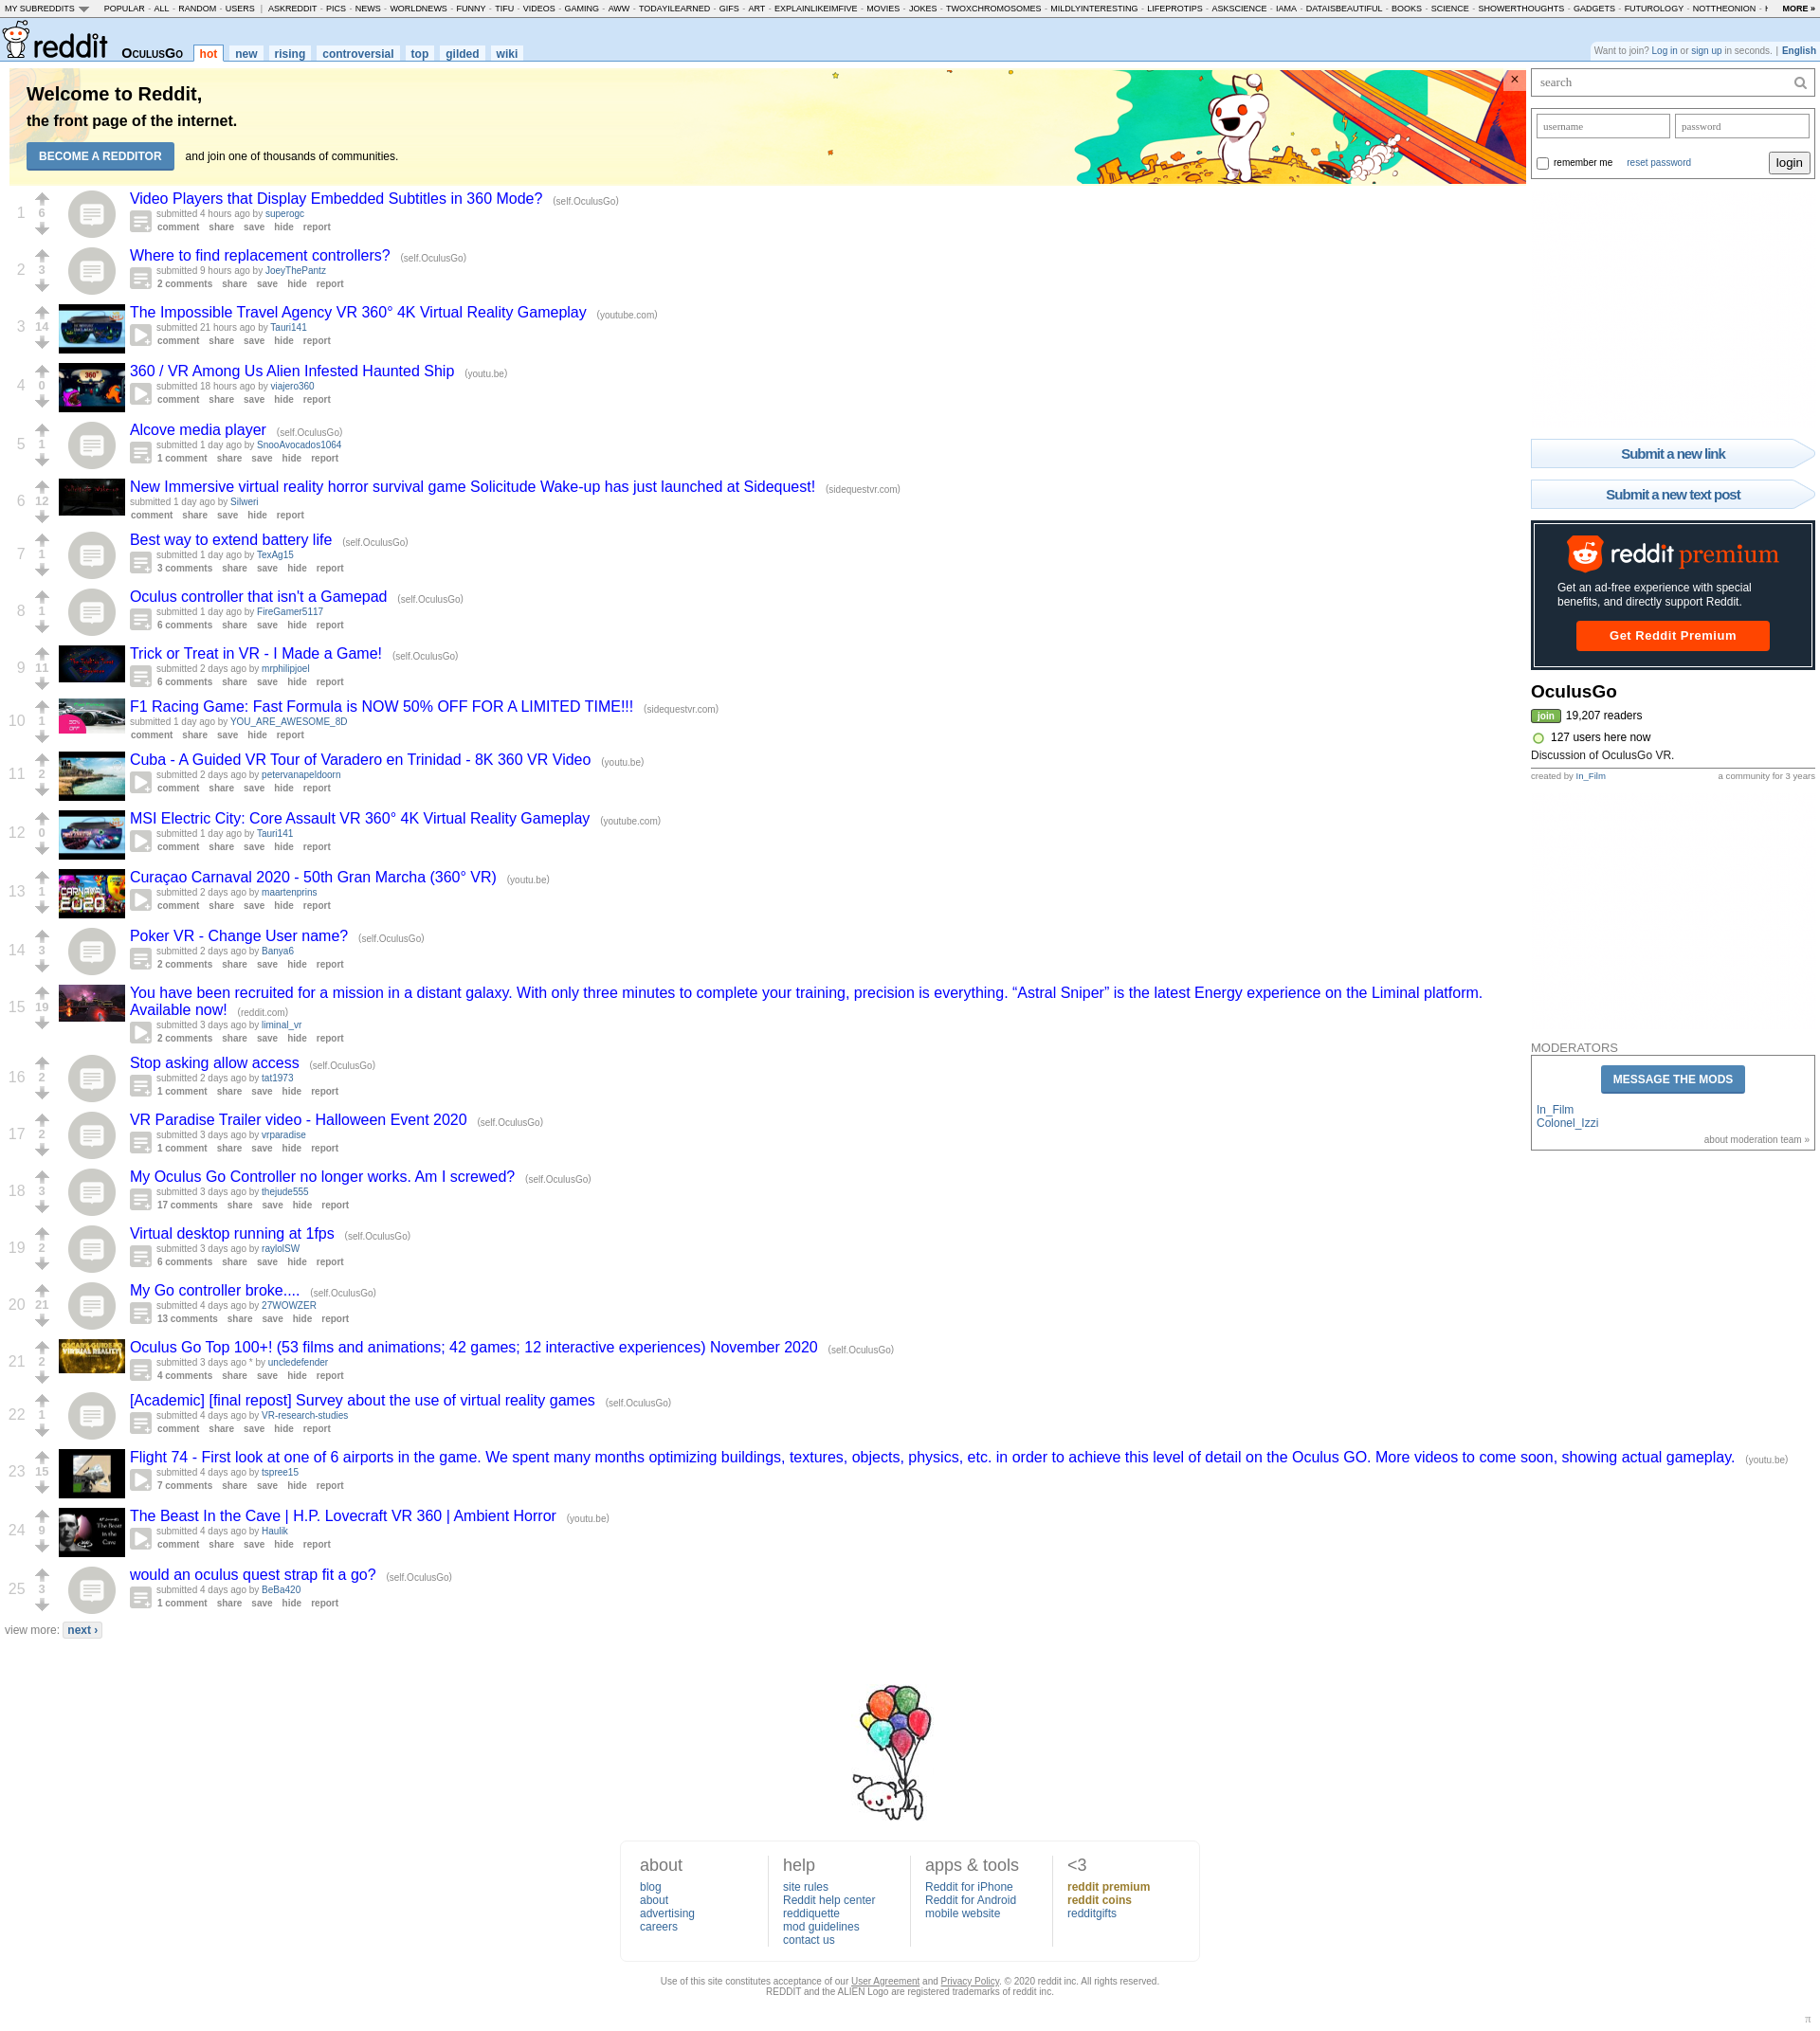 MY SUBREDDITS POPULAR - ALL - RANDOM - USERS | ASKREDDIT - PICS - NEWS - WORLDNEWS - FUNNY - TIFU - VIDEOS - GAMING - AWW - TODAYILEARNED - GIFS - ART - EXPLAINLIKEIMFIVE - MOVIES - JOKES - TWOXCHROMOSOMES - MILDLYINTERESTING - LIFEPROTIPS - ASKSCIENCE - IAMA - DATAISBEAUTIFUL - BOOKS - SCIENCE - SHOWERTHOUGHTS - GADGETS - FUTUROLOGY - NOTTHEONION - MORE »
reddit OculusGo hot new rising controversial top gilded wiki
Want to join? Log in or sign up in seconds. | English
Welcome to Reddit,
the front page of the internet.
BECOME A REDDITOR and join one of thousands of communities.
×
search
username password
remember me reset password login
1 6 Video Players that Display Embedded Subtitles in 360 Mode? (self.OculusGo)
submitted 4 hours ago by superogc
comment share save hide report
2 3 Where to find replacement controllers? (self.OculusGo)
submitted 9 hours ago by JoeyThePantz
2 comments share save hide report
3 14 The Impossible Travel Agency VR 360° 4K Virtual Reality Gameplay (youtube.com)
submitted 21 hours ago by Tauri141
comment share save hide report
4 0 360 / VR Among Us Alien Infested Haunted Ship (youtu.be)
submitted 18 hours ago by viajero360
comment share save hide report
5 1 Alcove media player (self.OculusGo)
submitted 1 day ago by SnooAvocados1064
1 comment share save hide report
6 12 New Immersive virtual reality horror survival game Solicitude Wake-up has just launched at Sidequest! (sidequestvr.com)
submitted 1 day ago by Silweri
comment share save hide report
7 1 Best way to extend battery life (self.OculusGo)
submitted 1 day ago by TexAg15
3 comments share save hide report
8 1 Oculus controller that isn't a Gamepad (self.OculusGo)
submitted 1 day ago by FireGamer5117
6 comments share save hide report
9 11 Trick or Treat in VR - I Made a Game! (self.OculusGo)
submitted 2 days ago by mrphilipjoel
6 comments share save hide report
10 1 F1 Racing Game: Fast Formula is NOW 50% OFF FOR A LIMITED TIME!!! (sidequestvr.com)
submitted 1 day ago by YOU_ARE_AWESOME_8D
comment share save hide report
11 2 Cuba - A Guided VR Tour of Varadero en Trinidad - 8K 360 VR Video (youtu.be)
submitted 2 days ago by petervanapeldoorn
comment share save hide report
12 0 MSI Electric City: Core Assault VR 360° 4K Virtual Reality Gameplay (youtube.com)
submitted 1 day ago by Tauri141
comment share save hide report
13 1 CARNAVAL 2020 Curaçao Carnaval 2020 - 50th Gran Marcha (360° VR) (youtu.be)
submitted 2 days ago by maartenprins
comment share save hide report
14 3 Poker VR - Change User name? (self.OculusGo)
submitted 2 days ago by Banya6
2 comments share save hide report
15 19 You have been recruited for a mission in a distant galaxy. With only three minutes to complete your training, precision is everything. “Astral Sniper” is the latest Energy experience on the Liminal platform.
Available now! (reddit.com)
submitted 3 days ago by liminal_vr
2 comments share save hide report
16 2 Stop asking allow access (self.OculusGo)
submitted 2 days ago by tat1973
1 comment share save hide report
17 2 VR Paradise Trailer video - Halloween Event 2020 (self.OculusGo)
submitted 3 days ago by vrparadise
1 comment share save hide report
18 3 My Oculus Go Controller no longer works. Am I screwed? (self.OculusGo)
submitted 3 days ago by thejude555
17 comments share save hide report
19 2 Virtual desktop running at 1fps (self.OculusGo)
submitted 3 days ago by raylolSW
6 comments share save hide report
20 21 My Go controller broke.... (self.OculusGo)
submitted 4 days ago by 27WOWZER
13 comments share save hide report
21 2 Oculus Go Top 100+! (53 films and animations; 42 games; 12 interactive experiences) November 2020 (self.OculusGo)
submitted 3 days ago * by uncledefender
4 comments share save hide report
22 1 [Academic] [final repost] Survey about the use of virtual reality games (self.OculusGo)
submitted 4 days ago by VR-research-studies
comment share save hide report
23 15 Flight 74 - First look at one of 6 airports in the game. We spent many months optimizing buildings, textures, objects, physics, etc. in order to achieve this level of detail on the Oculus GO. More videos to come soon, showing actual gameplay. (youtu.be)
submitted 4 days ago by tspree15
7 comments share save hide report
24 9 The Beast In the Cave | H.P. Lovecraft VR 360 | Ambient Horror (youtu.be)
submitted 4 days ago by Haulik
comment share save hide report
25 3 would an oculus quest strap fit a go? (self.OculusGo)
submitted 4 days ago by BeBa420
1 comment share save hide report
view more: next ›
Submit a new link
Submit a new text post
reddit premium
Get an ad-free experience with special
benefits, and directly support Reddit.
Get Reddit Premium
OculusGo
join 19,207 readers
127 users here now
Discussion of OculusGo VR.
created by In_Film a community for 3 years
MODERATORS
MESSAGE THE MODS
In_Film
Colonel_Izzi
about moderation team »
about
blog
about
advertising
careers
help
site rules
Reddit help center
reddiquette
mod guidelines
contact us
apps & tools
Reddit for iPhone
Reddit for Android
mobile website
<3
reddit premium
reddit coins
redditgifts
Use of this site constitutes acceptance of our User Agreement and Privacy Policy. © 2020 reddit inc. All rights reserved.
REDDIT and the ALIEN Logo are registered trademarks of reddit inc.
π